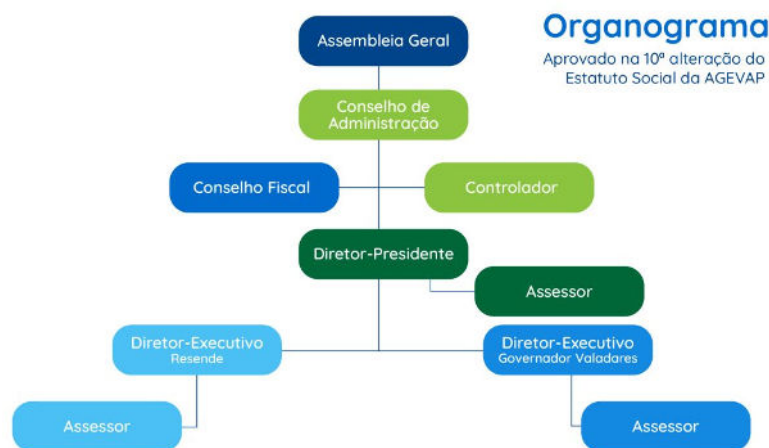 Organograma
Aprovado na 10ª alteração do
Estatuto Social da AGEVAP
Assembleia Geral
Conselho de
Administração
Conselho Fiscal
Controlador
Diretor-Presidente
Assessor
Diretor-Executivo
Resende
Diretor-Executivo
Governador Valadares
Assessor
Assessor